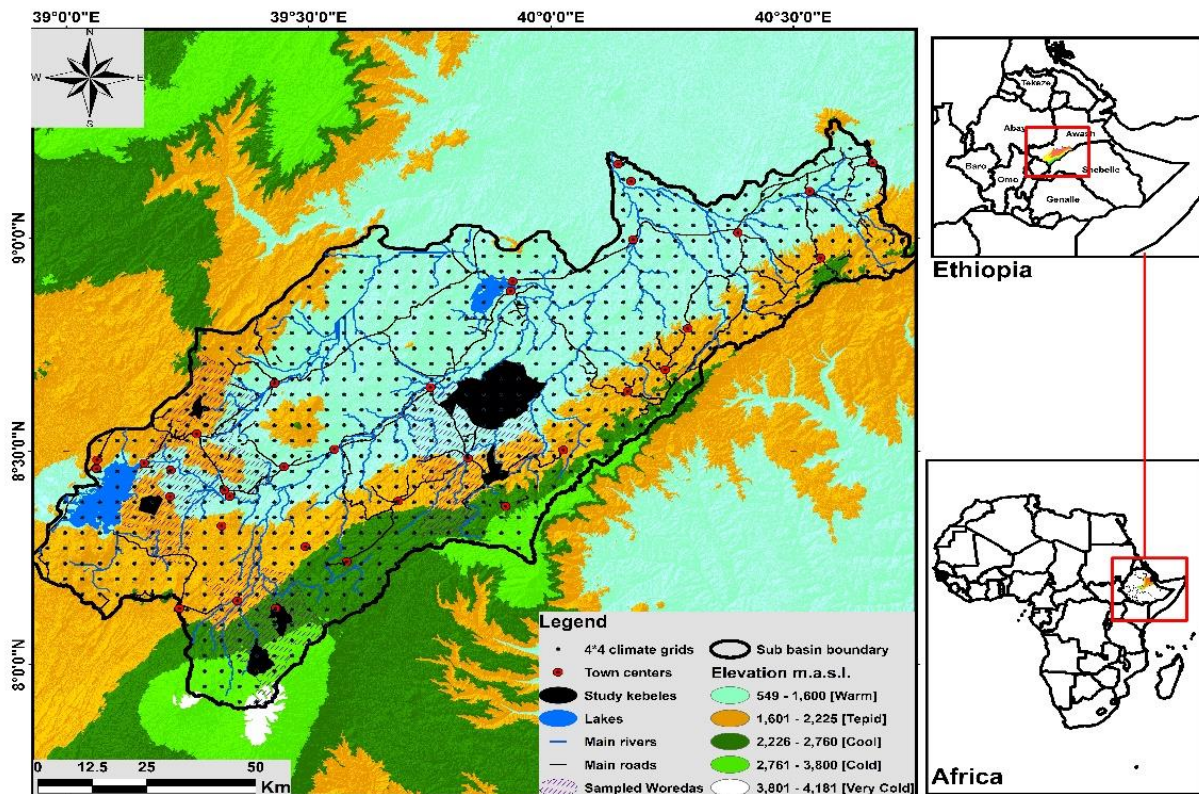 39°0'0"E 39°30'0"E 40°0'0"E 40°30'0"E
N
W E
S
9°0'0"N
8°30'0"N
8°0'0"N
Legend
4*4 climate grids
Town centers
Study kebeles
Lakes
Main rivers
Main roads
Sampled Woredas
Sub basin boundary
Elevation m.a.s.l.
549 - 1,600 [Warm]
1,601 - 2,225 [Tepid]
2,226 - 2,760 [Cool]
2,761 - 3,800 [Cold]
3,801 - 4,181 [Very Cold]
0 12.5 25 50
Km
Tekeze
Abay
Awash
Baro
Omo
Shebelle
Genalle
Ethiopia
Africa